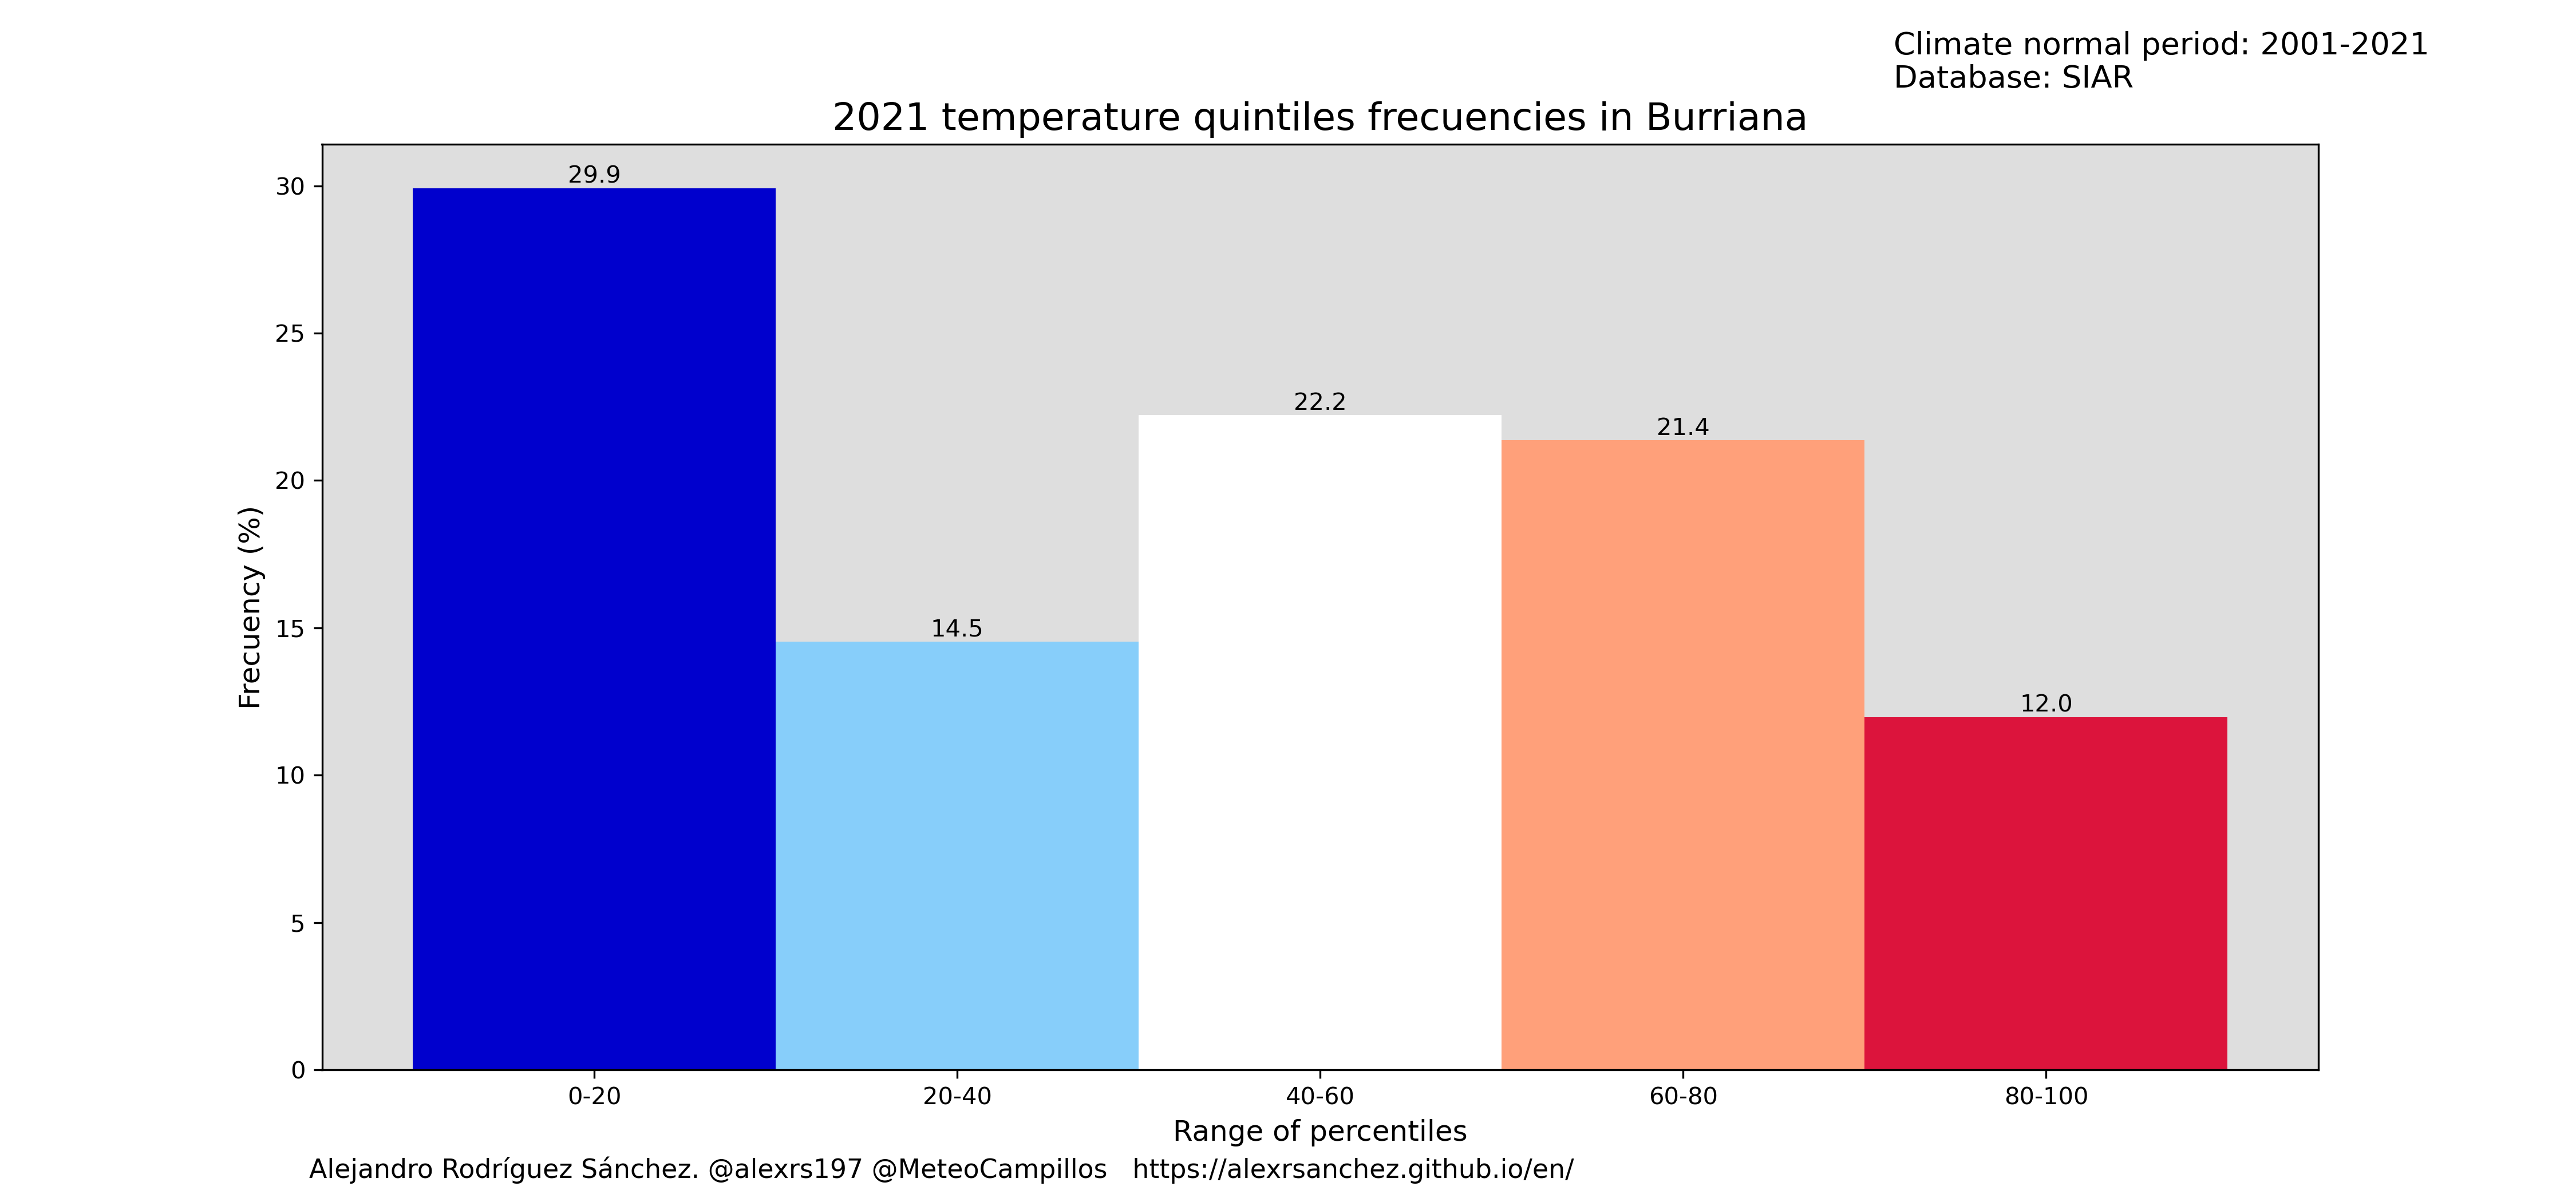 Climate normal period: 2001-2021
Database: SIAR
2021 temperature quintiles frecuencies in Burriana
29.9
14.5
22.2
21.4
12.0
30
25
20
15
10
5
0
Frecuency (%)
0-20 20-40 40-60 60-80 80-100
Range of percentiles
Alejandro Rodríguez Sánchez. @alexrs197 @MeteoCampillos https://alexrsanchez.github.io/en/